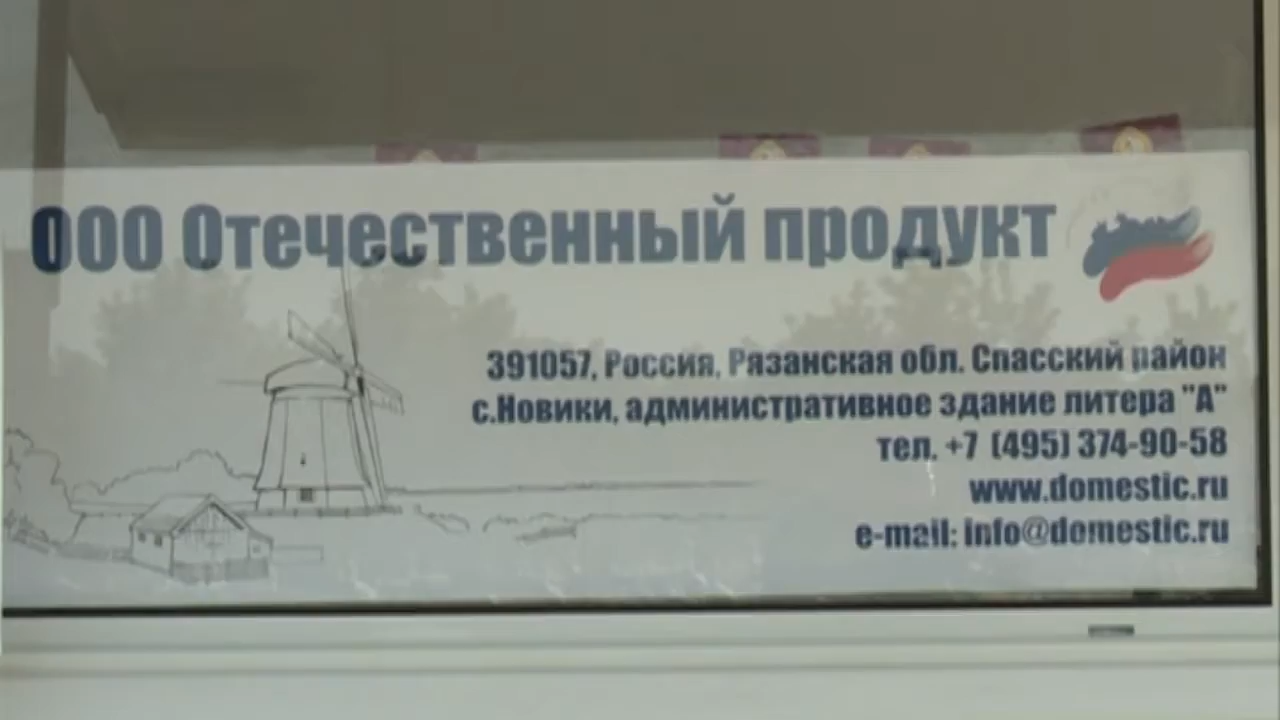 ООО Отечественный продукт
391057, Россия, Рязанская обл. Спасский район
с.Новики, административное здание литера "А"
тел. +7 (495) 374-90-58
www.domestic.ru
e-mail: info@domestic.ru